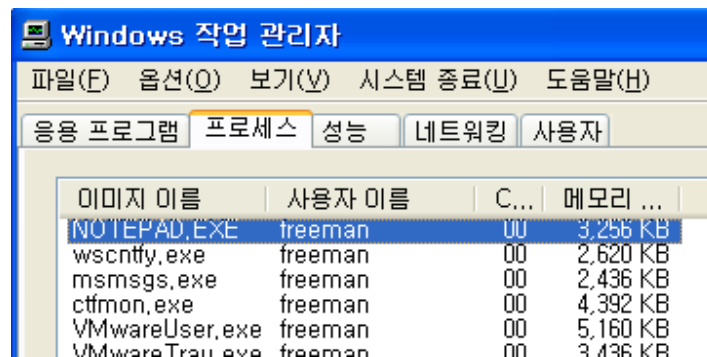 Windows 작업 관리자
파일(F) 옵션(O) 보기(V) 시스템 종료(U) 도움말(H)
응용 프로그램 프로세스 성능 네트워킹 사용자
이미지 이름 사용자 이름 C... 메모리 ...
NOTEPAD.EXE freeman 00 3,256 KB
wscntfy.exe freeman 00 2,620 KB
msmsgs.exe freeman 00 2,436 KB
ctfmon.exe freeman 00 4,392 KB
VMwareUser.exe freeman 00 5,160 KB
VMwareTray.exe freeman 00 3,436 KB